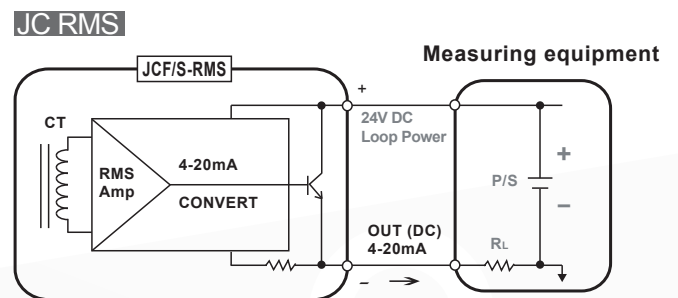 JC RMS
Measuring equipment
JCF/S-RMS
+
24V DC
Loop Power
CT
RMS
Amp
4-20mA
CONVERT
P/S
+
−
OUT (DC)
4-20mA
RL
−